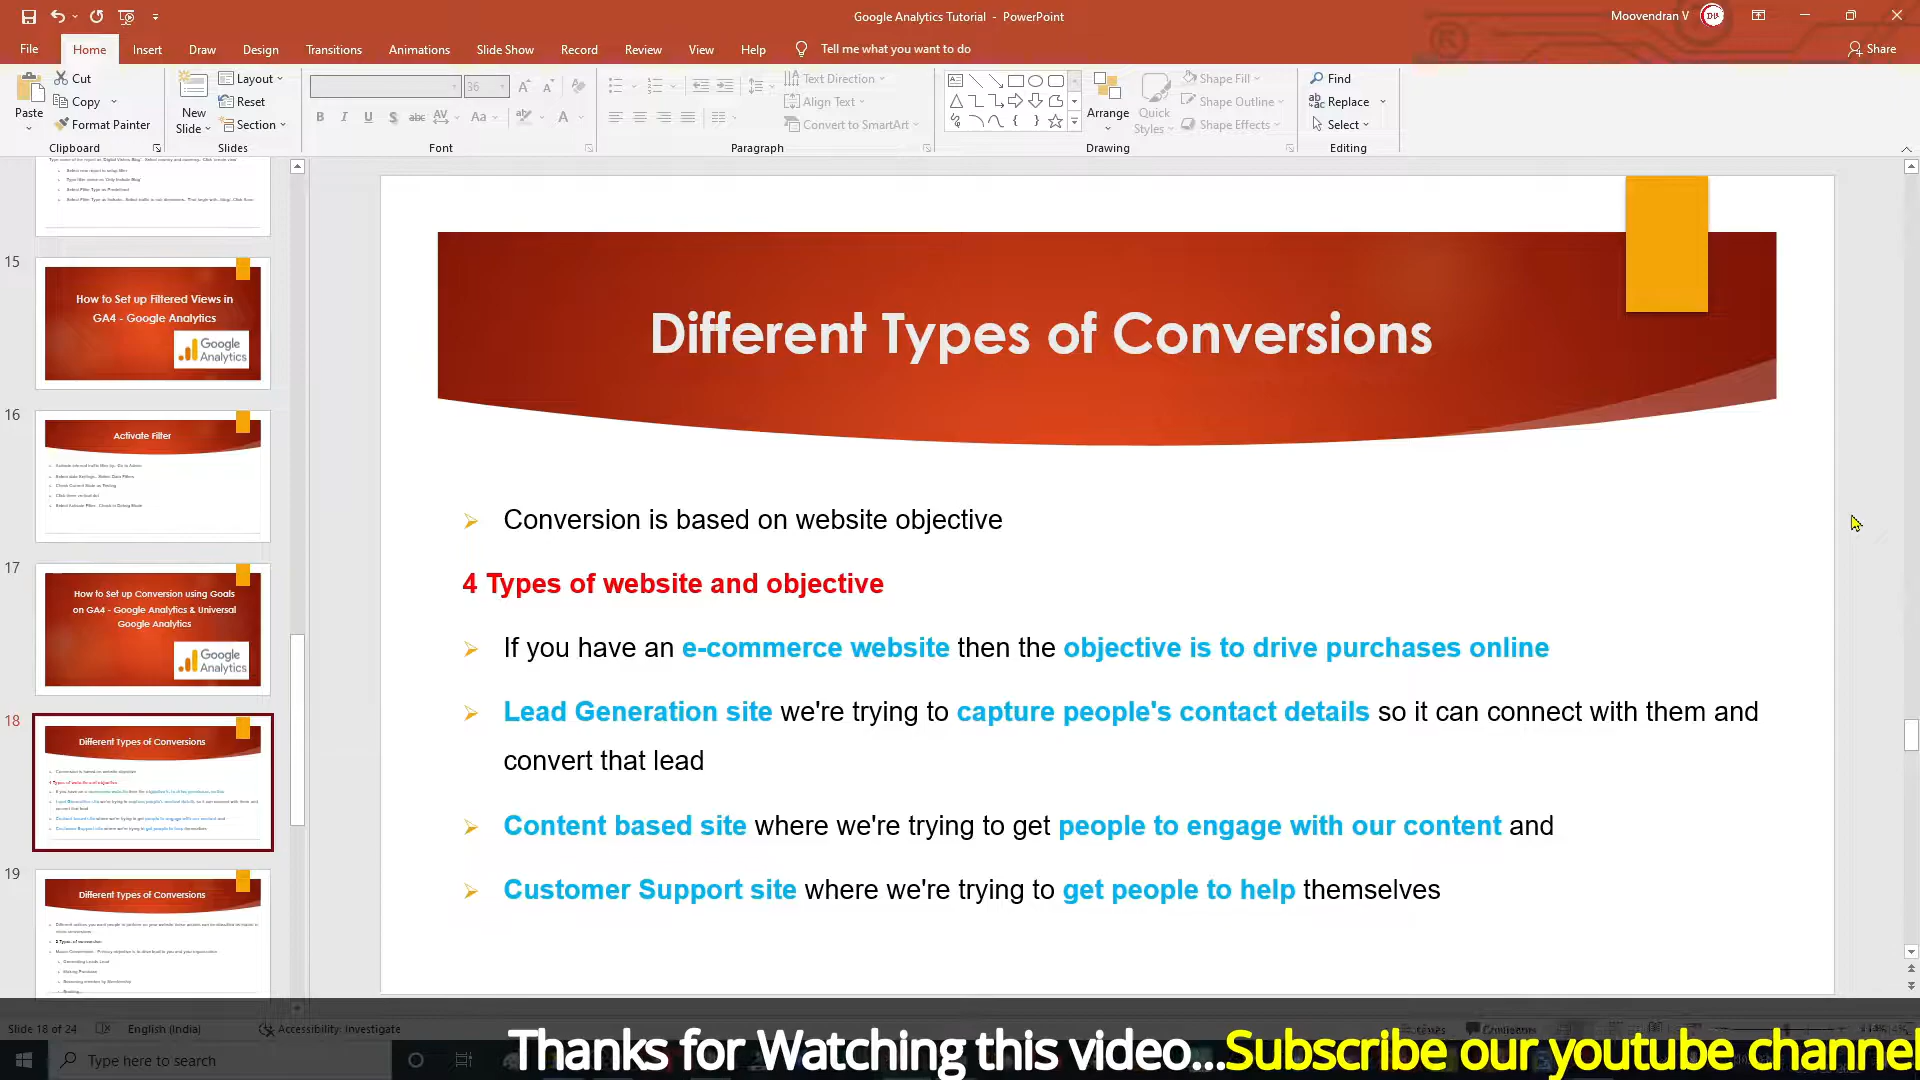 Google Analytics Tutorial - PowerPoint
Moovendran V
File Home Insert Draw Design Transitions Animations Slide Show Record Review View Help Tell me what you want to do
Share
Paste
Cut
Copy
Format Painter
Clipboard
New
Slide
Layout
Reset
Section
Slides
36
Font
Text Direction
Align Text
Convert to SmartArt
Paragraph
Arrange
Quick
Styles
Shape Fill
Shape Outline
Shape Effects
Drawing
Find
Replace
Select
Editing
15
How to Set up Filtered Views in
GA4 - Google Analytics
Google
Analytics
16
Activate Filter
17
How to Set up Conversion using Goals
on GA4 - Google Analytics & Universal
Google Analytics
Google
Analytics
18
Different Types of Conversions
19
Different Types of Conversions
Different Types of Conversions
Conversion is based on website objective
4 Types of website and objective
If you have an e-commerce website then the objective is to drive purchases online
Lead Generation site we're trying to capture people's contact details so it can connect with them and
convert that lead
Content based site where we're trying to get people to engage with our content and
Customer Support site where we're trying to get people to help themselves
Slide 18 of 24
English (India)
Accessibility: Investigate
Type here to search
Thanks for Watching this video...Subscribe our youtube channel